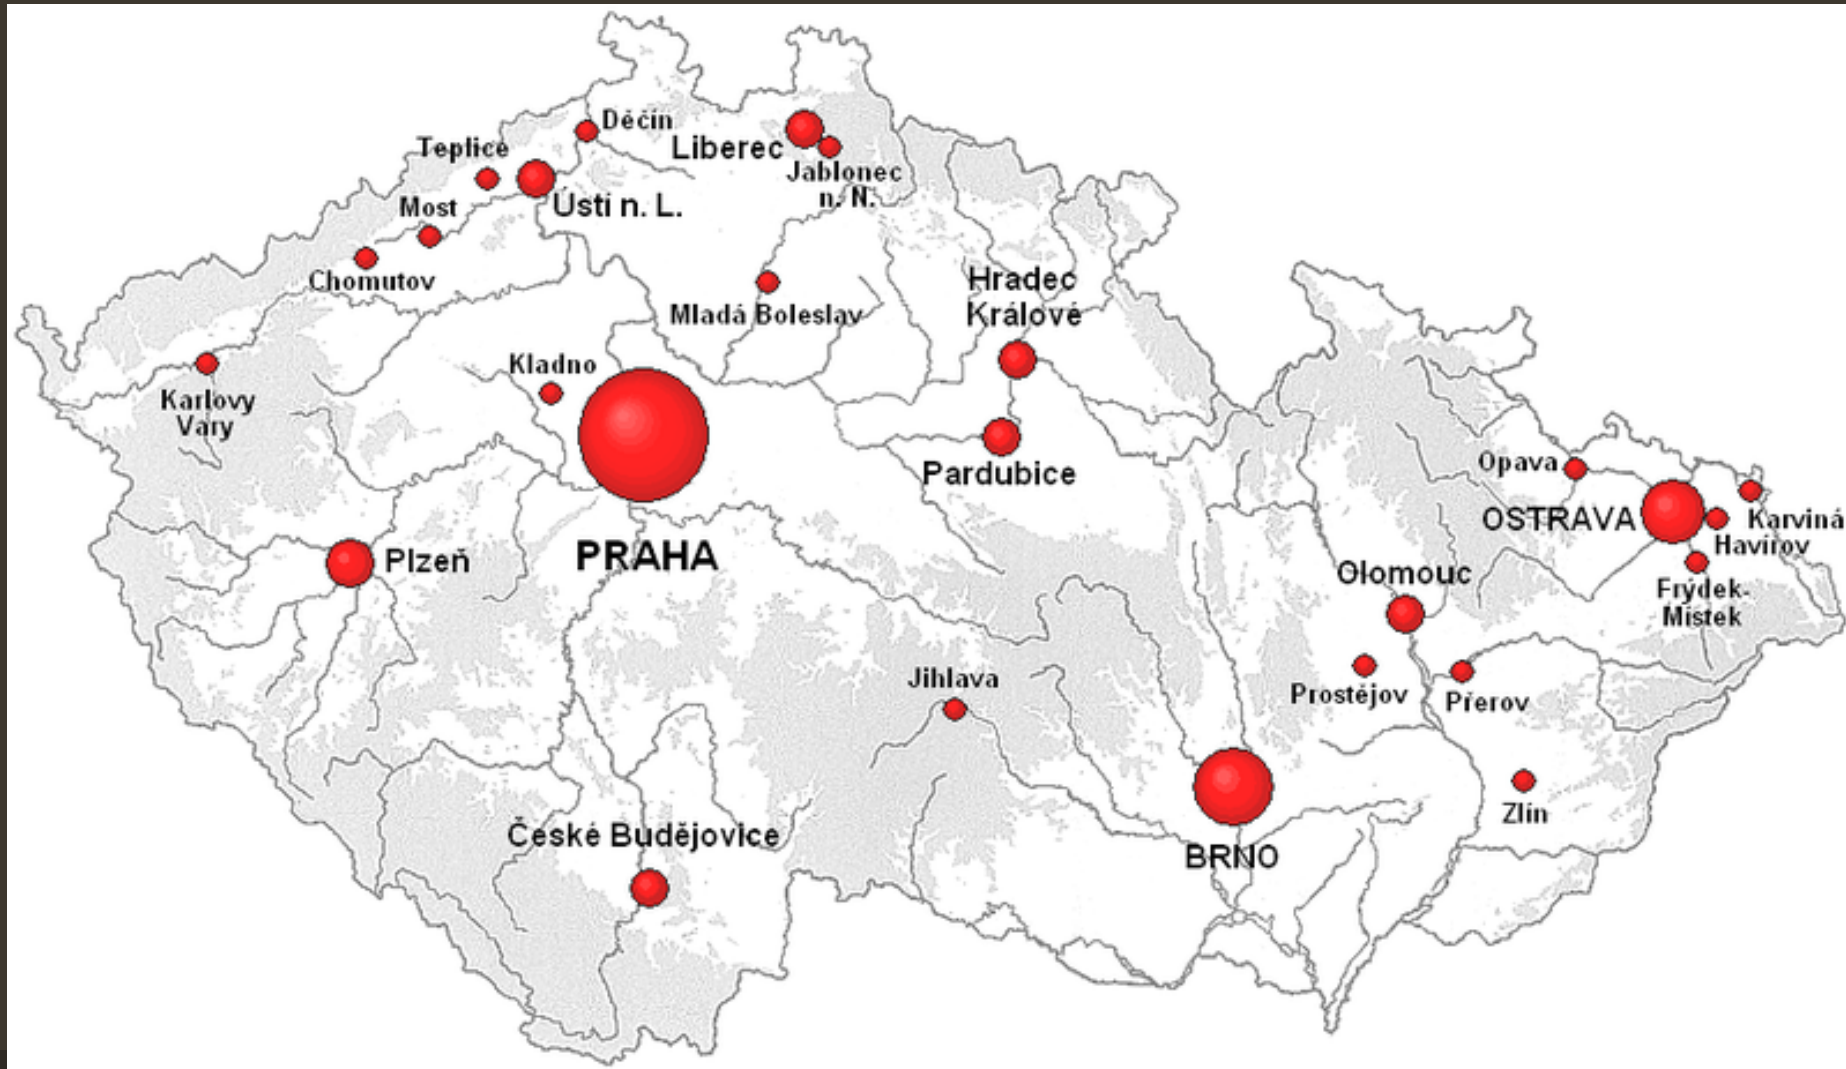 Děčín
Teplice
Liberec
Jablonec
n. N.
Ústí n. L.
Most
Chomutov
Mladá Boleslav
Hradec
Králové
Kladno
Karlovy
Vary
Pardubice
Opava
OSTRAVA
Karviná
Havířov
PRAHA
Plzeň
Olomouc
Frýdek-
Místek
Jihlava
Prostějov
Přerov
Zlín
České Budějovice
BRNO